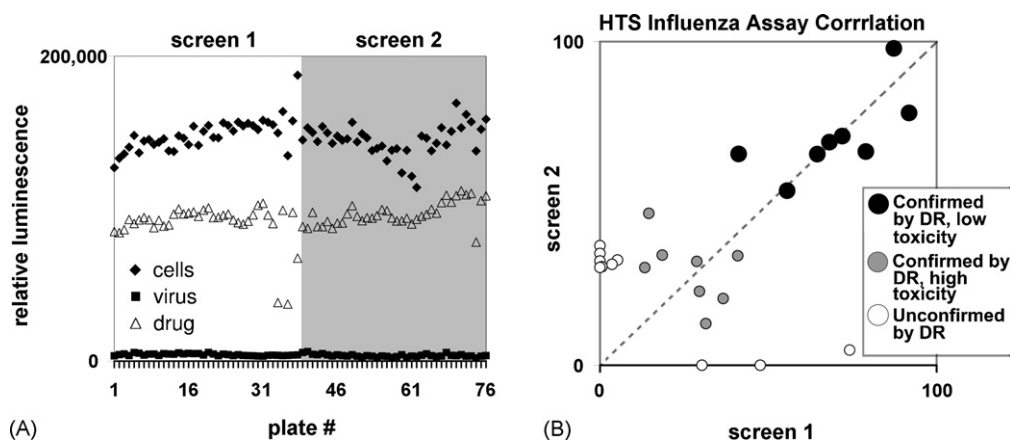 screen 1 screen 2
200,000
relative luminescence
cells
virus
drug
0
1 16 31 46 61 76
plate #
(A)
HTS Influenza Assay Corrrlation
100
screen 2
0
0 100
screen 1
Confirmed
by DR, low
toxicity
Confirmed by
DR, high
toxicity
Unconfirmed
by DR
(B)